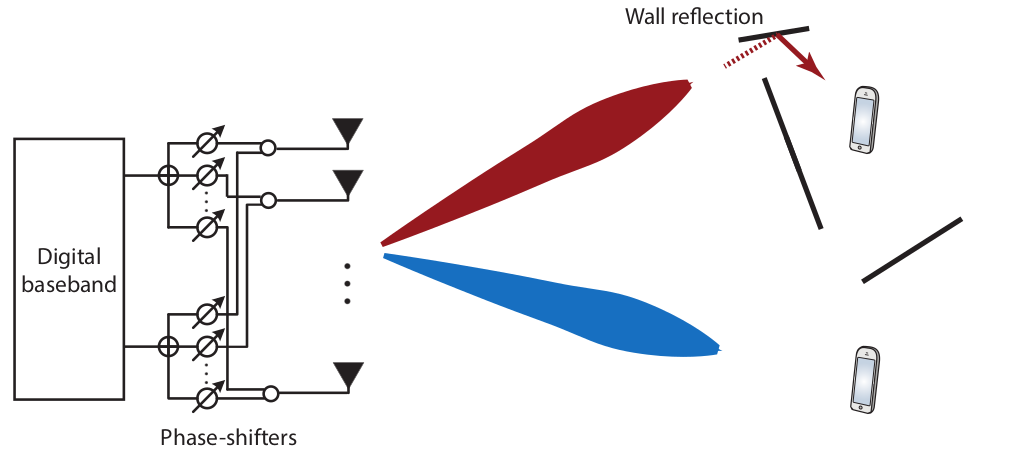 Wall reflection
Digital
baseband
Phase-shifters